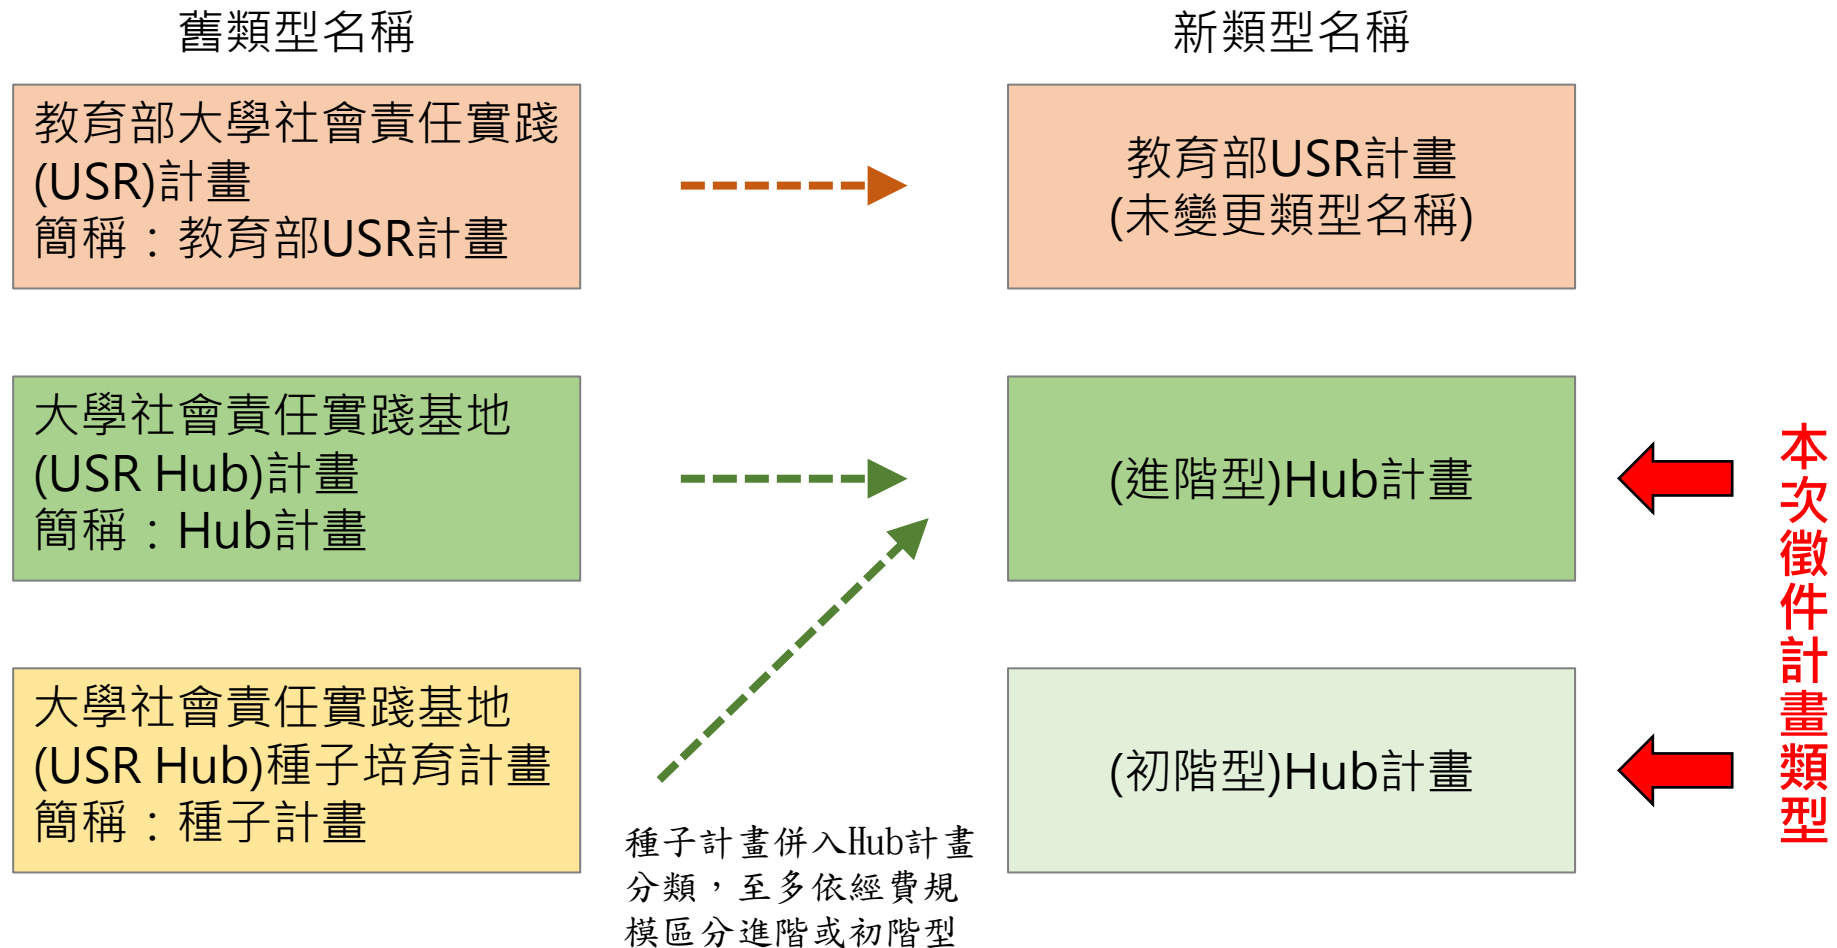 舊類型名稱
新類型名稱
教育部大學社會責任實踐
(USR)計畫
簡稱：教育部USR計畫
教育部USR計畫
(未變更類型名稱)
大學社會責任實踐基地
(USR Hub)計畫
簡稱：Hub計畫
(進階型)Hub計畫
大學社會責任實踐基地
(USR Hub)種子培育計畫
簡稱：種子計畫
(初階型)Hub計畫
種子計畫併入Hub計畫
分類，至多依經費規
模區分進階或初階型
本次徵件計畫類型